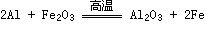 2Al + Fe₂O₃ ══高温══ Al₂O₃ + 2Fe